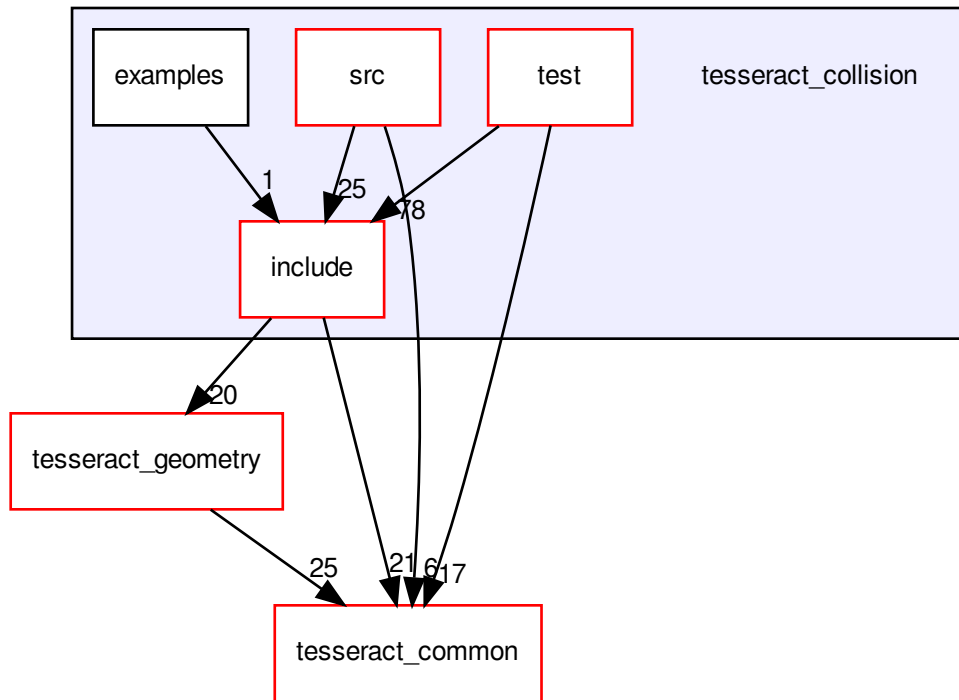 examples
src
test
tesseract_collision
1
25
78
include
20
tesseract_geometry
25
21
6
17
tesseract_common